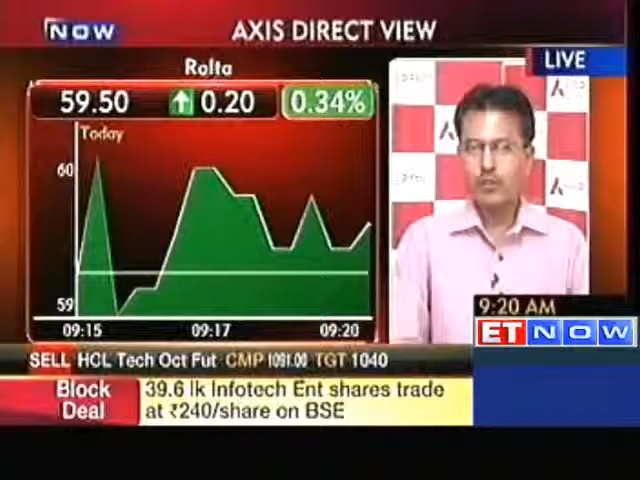 NOW
AXIS DIRECT VIEW
LIVE
Rolta
59.50 0.20 0.34%
Today
60
59
09:15 09:17 09:20
9:20 AM
ET NOW
SELL HCL Tech Oct Fut CMP 1091.00 TGT 1040
Block Deal
39.6 lk Infotech Ent shares trade
at ₹240/share on BSE